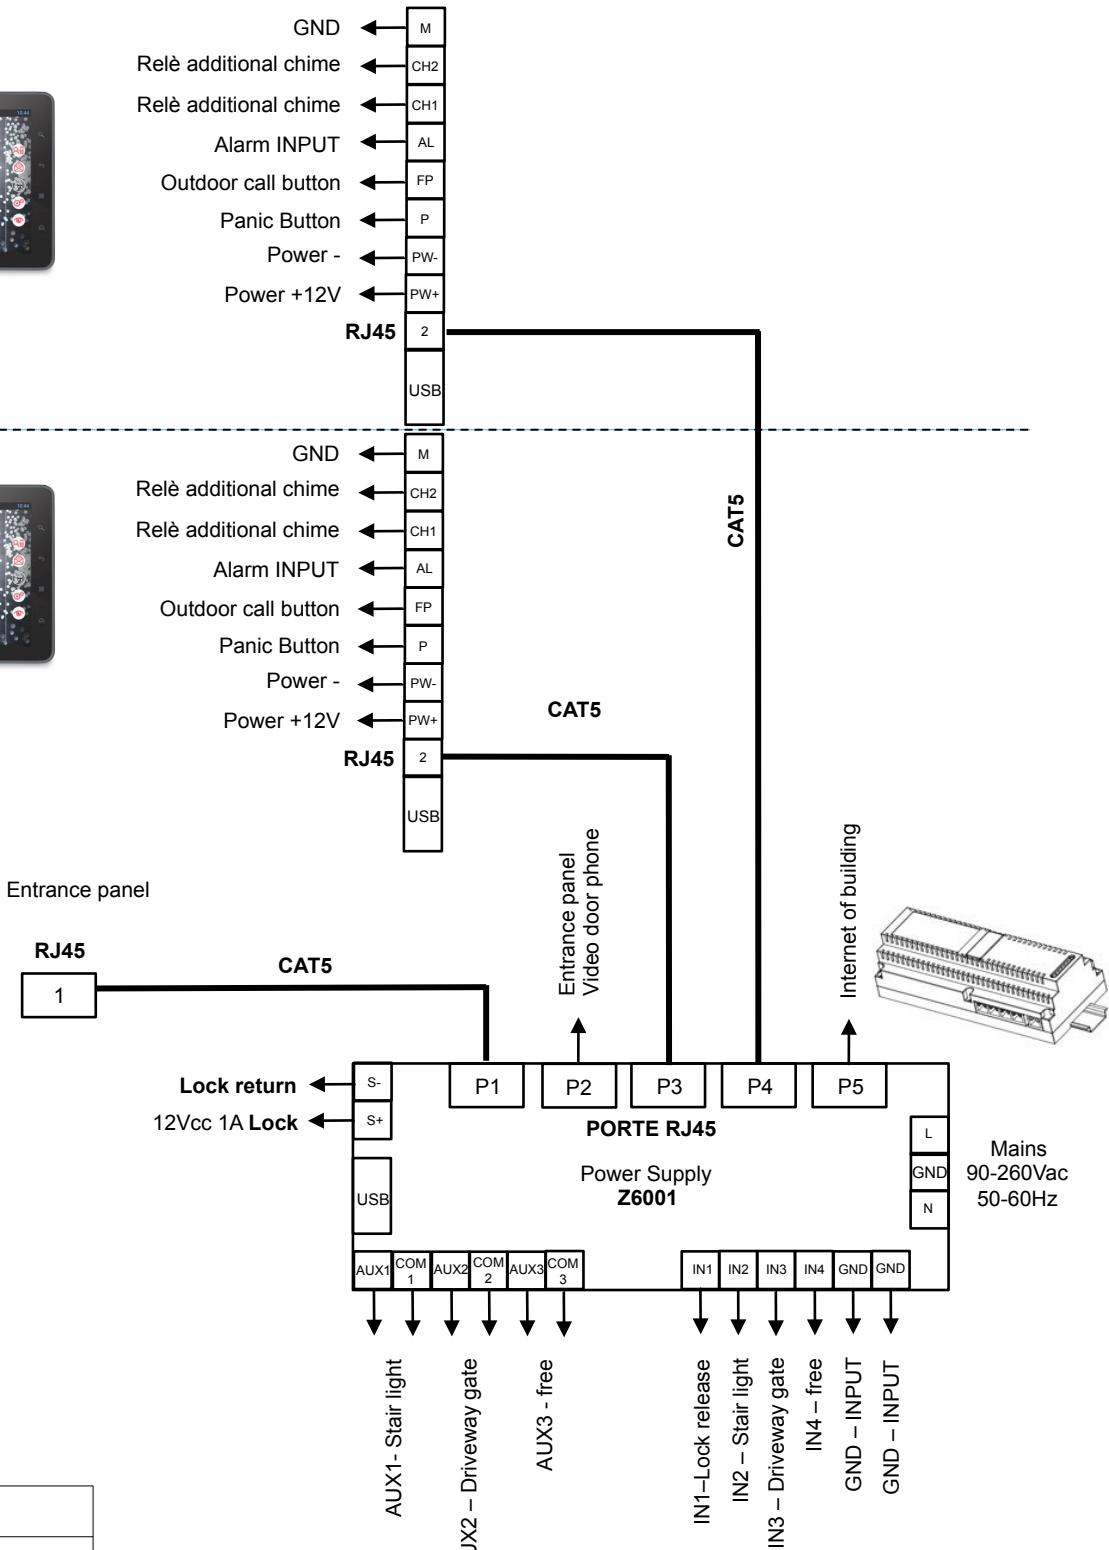 GND M
Relè additional chime CH2
Relè additional chime CH1
Alarm INPUT AL
Outdoor call button FP
Panic Button P
Power - PW-
Power +12V PW+
RJ45 2
USB
GND M
Relè additional chime CH2
Relè additional chime CH1
Alarm INPUT AL
Outdoor call button FP
Panic Button P
Power - PW-
Power +12V PW+
RJ45 2
USB
CAT5
CAT5
Entrance panel
RJ45
1
CAT5
Entrance panel
Video door phone
Internet of building
Lock return S-
12Vcc 1A Lock S+
USB
P1 P2 P3 P4 P5
PORTE RJ45
Power Supply
Z6001
L
GND
N
Mains
90-260Vac
50-60Hz
AUX1 COM 1 AUX2 COM 2 AUX3 COM 3
IN1 IN2 IN3 IN4 GND GND
AUX1- Stair light
UX2 – Driveway gate
AUX3 - free
IN1–Lock release
IN2 – Stair light
IN3 – Driveway gate
IN4 – free
GND – INPUT
GND – INPUT